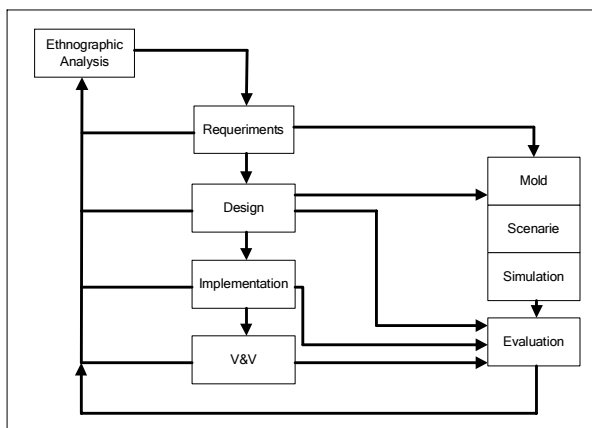 Ethnographic
Analysis
Requeriments
Mold
Design
Scenarie
Implementation
Simulation
V&V
Evaluation